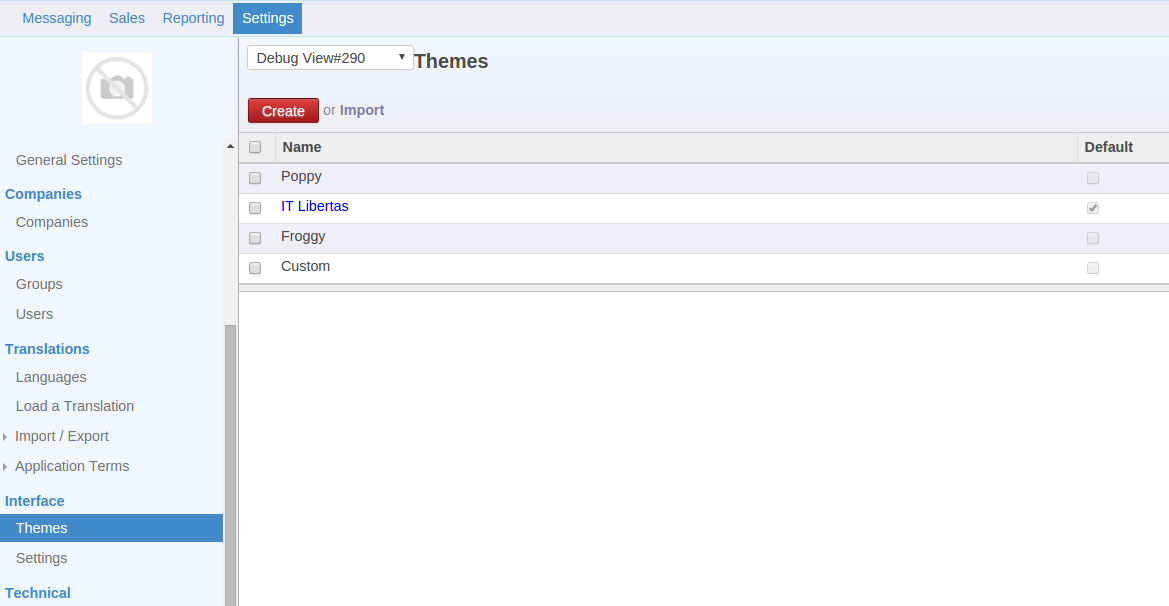 Messaging Sales Reporting Settings
Debug View#290 Themes
Create or Import
Name Default
Poppy
IT Libertas
Froggy
Custom
General Settings
Companies
Companies
Users
Groups
Users
Translations
Languages
Load a Translation
Import / Export
Application Terms
Interface
Themes
Settings
Technical